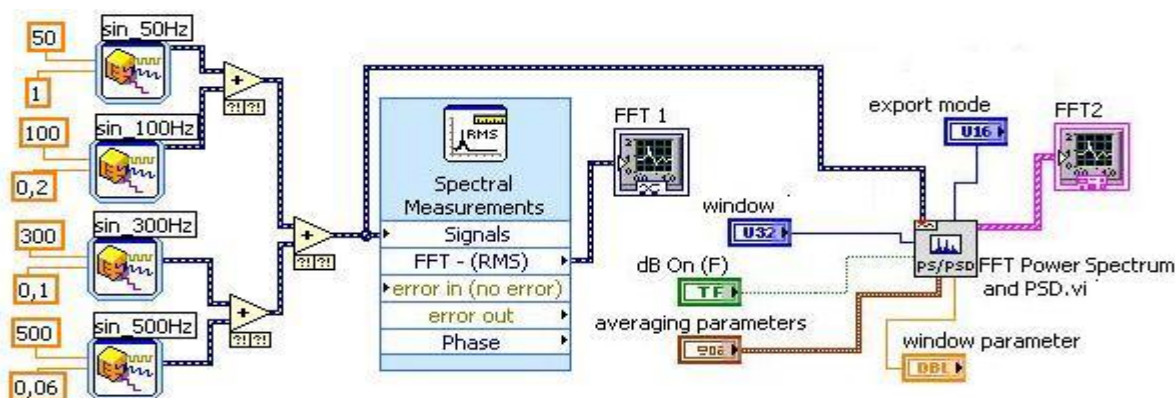 sin_50Hz
50
1
sin_100Hz
100
0,2
sin_300Hz
300
0,1
sin_500Hz
500
0,06
+
?! ?!
+
?! ?!
+
?! ?!
RMS
Spectral
Measurements
Signals
FFT - (RMS)
error in (no error)
error out
Phase
FFT 1
export mode
U16
FFT2
window
U32
dB On (F)
TF
averaging parameters
PS/PSD
FFT Power Spectrum
and PSD.vi
window parameter
DBL